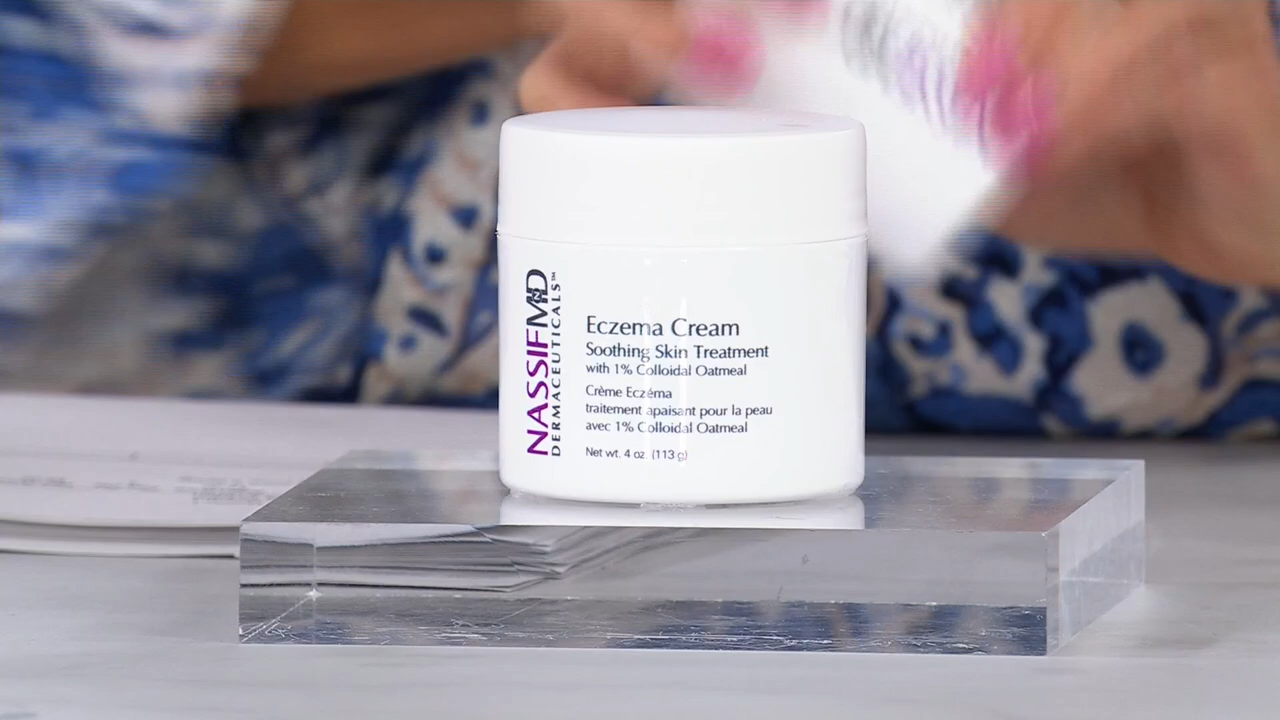 NASSIFMD
DERMACEUTICALS™
Eczema Cream
Soothing Skin Treatment
with 1% Colloidal Oatmeal
Crème Eczéma
traitement apaisant pour la peau
avec 1% Colloidal Oatmeal
Net wt. 4 oz. (113 g)